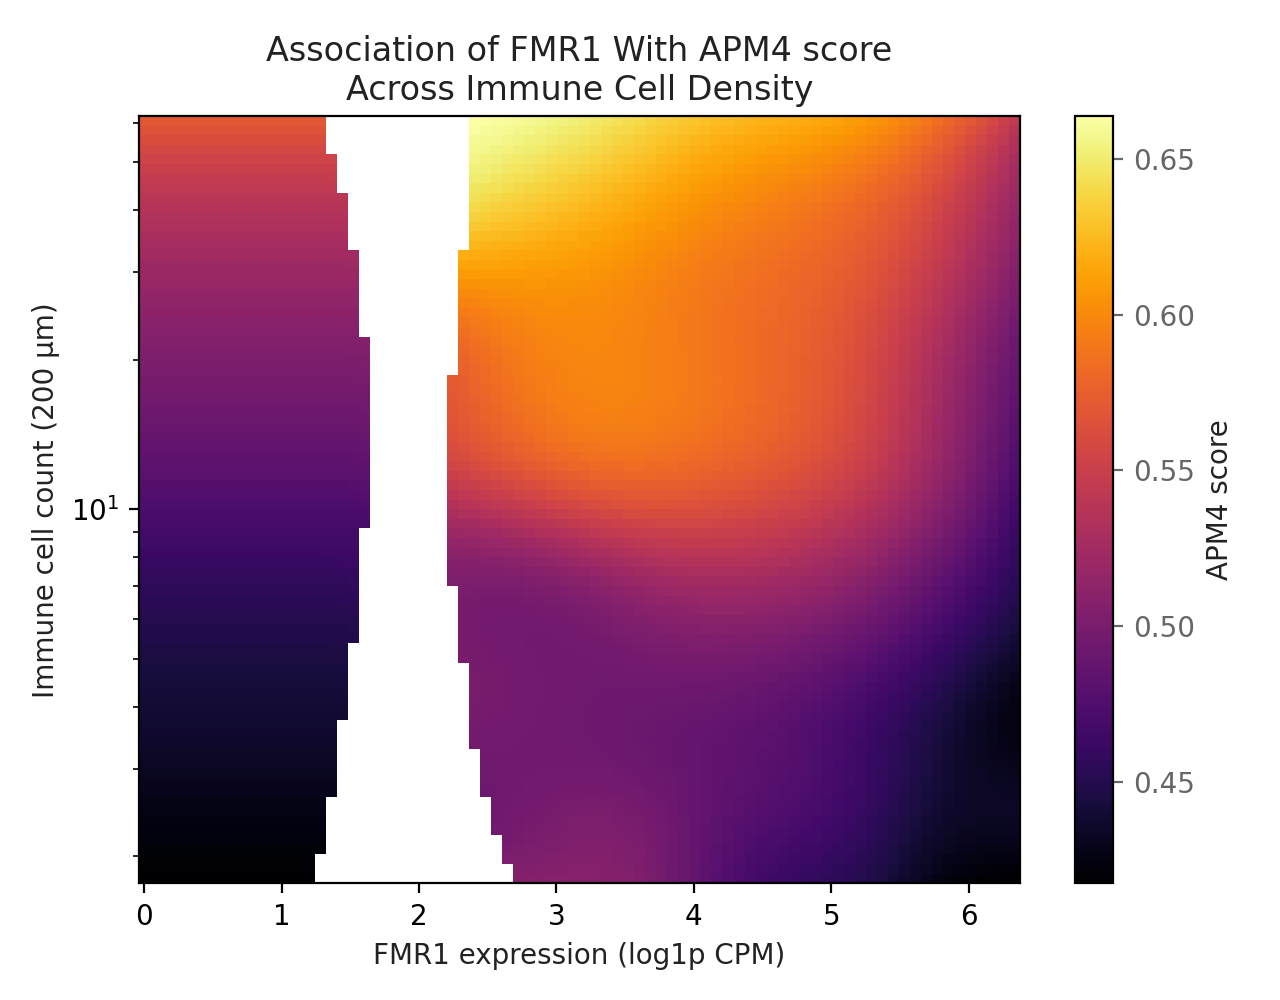 Association of FMR1 With APM4 score
Across Immune Cell Density
Immune cell count (200 µm)
10¹
0 1 2 3 4 5 6
FMR1 expression (log1p CPM)
0.65
0.60
0.55
0.50
0.45
APM4 score